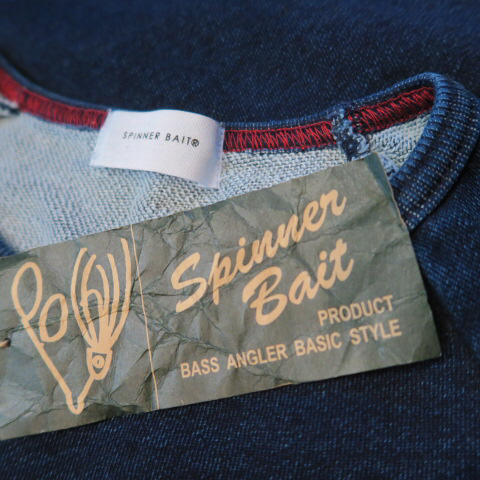 SPINNER BAIT®
Spinner
Bait
PRODUCT
BASS ANGLER BASIC STYLE